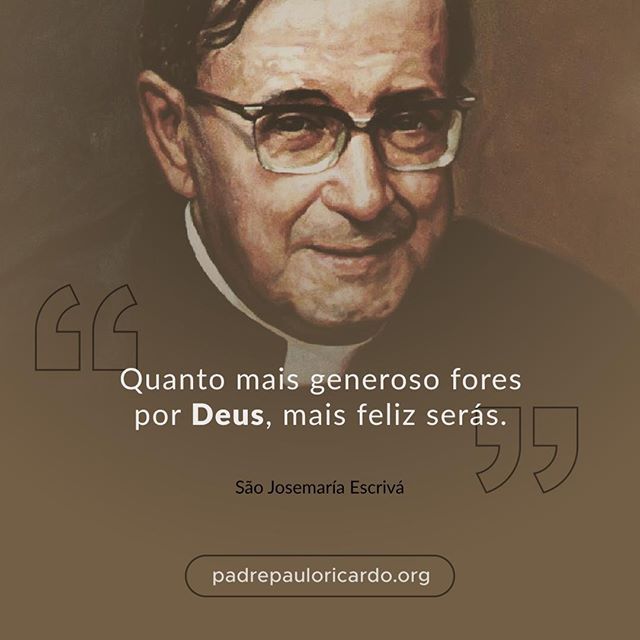 Quanto mais generoso fores
por Deus, mais feliz serás.
São Josemaría Escrivá
padrepauloricardo.org